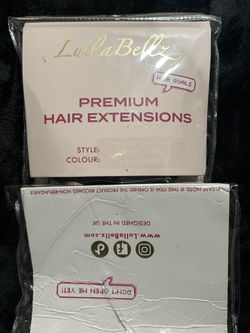 LullaBellz
HAIR GOALS
PREMIUM
HAIR EXTENSIONS
STYLE:
COLOUR:
PLEASE NOTE: IF THIS ITEM IS OPENED THE PRODUCT BECOMES NON-REFUNDABLE
DESIGNED IN THE UK
www.LullaBellz.com
DON'T OPEN ME YET!